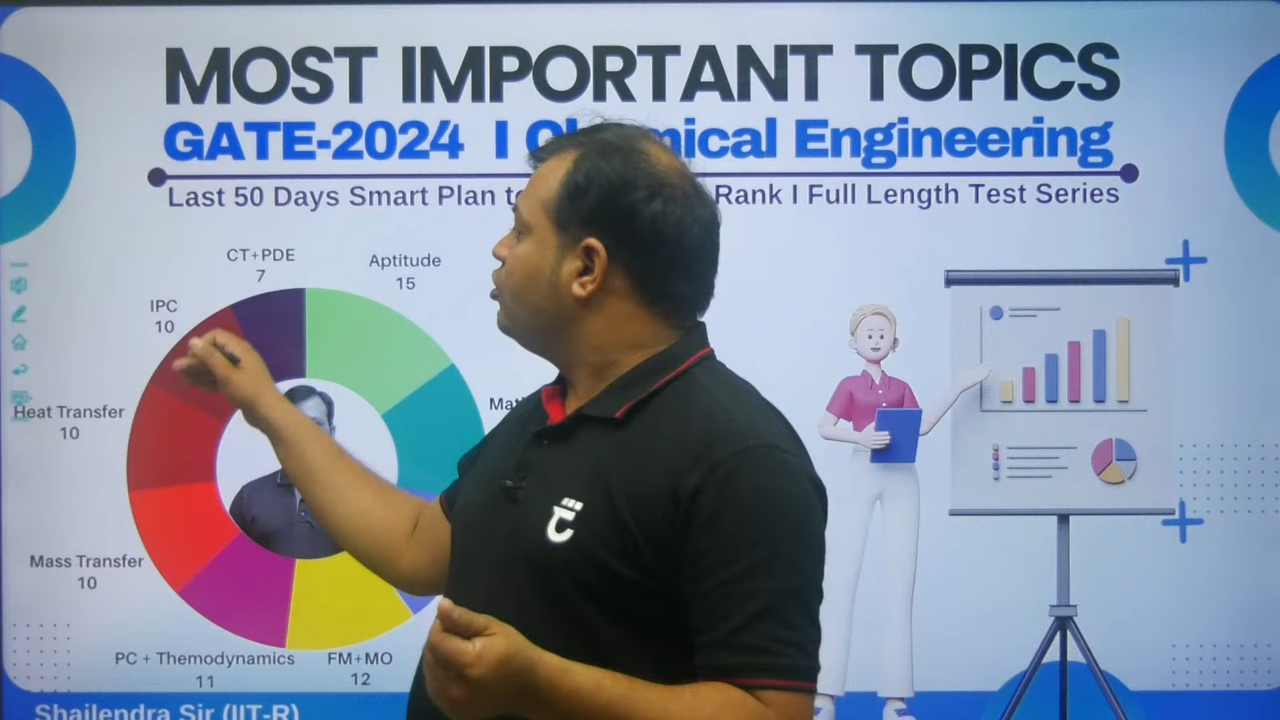 MOST IMPORTANT TOPICS
GATE-2024 I Chemical Engineering
Last 50 Days Smart Plan to Rank I Full Length Test Series
CT+PDE
7
Aptitude
15
IPC
10
Heat Transfer
10
Mass Transfer
10
PC + Themodynamics
11
FM+MO
12
Shailendra Sir (IIT-R)